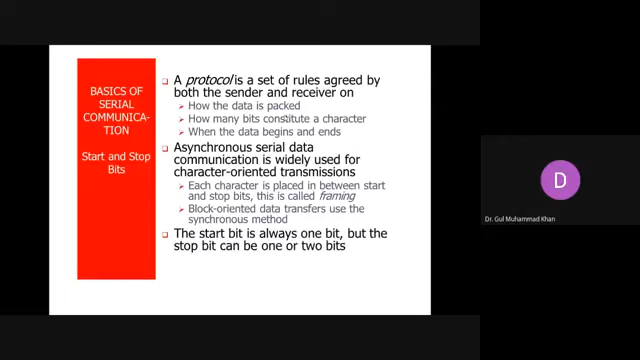 BASICS OF
SERIAL
COMMUNICA-
TION
Start and Stop
Bits
A protocol is a set of rules agreed by
both the sender and receiver on
How the data is packed
How many bits constitute a character
When the data begins and ends
Asynchronous serial data
communication is widely used for
character-oriented transmissions
Each character is placed in between start
and stop bits, this is called framing
Block-oriented data transfers use the
synchronous method
The start bit is always one bit, but the
stop bit can be one or two bits
D
Dr. Gul Muhammad Khan